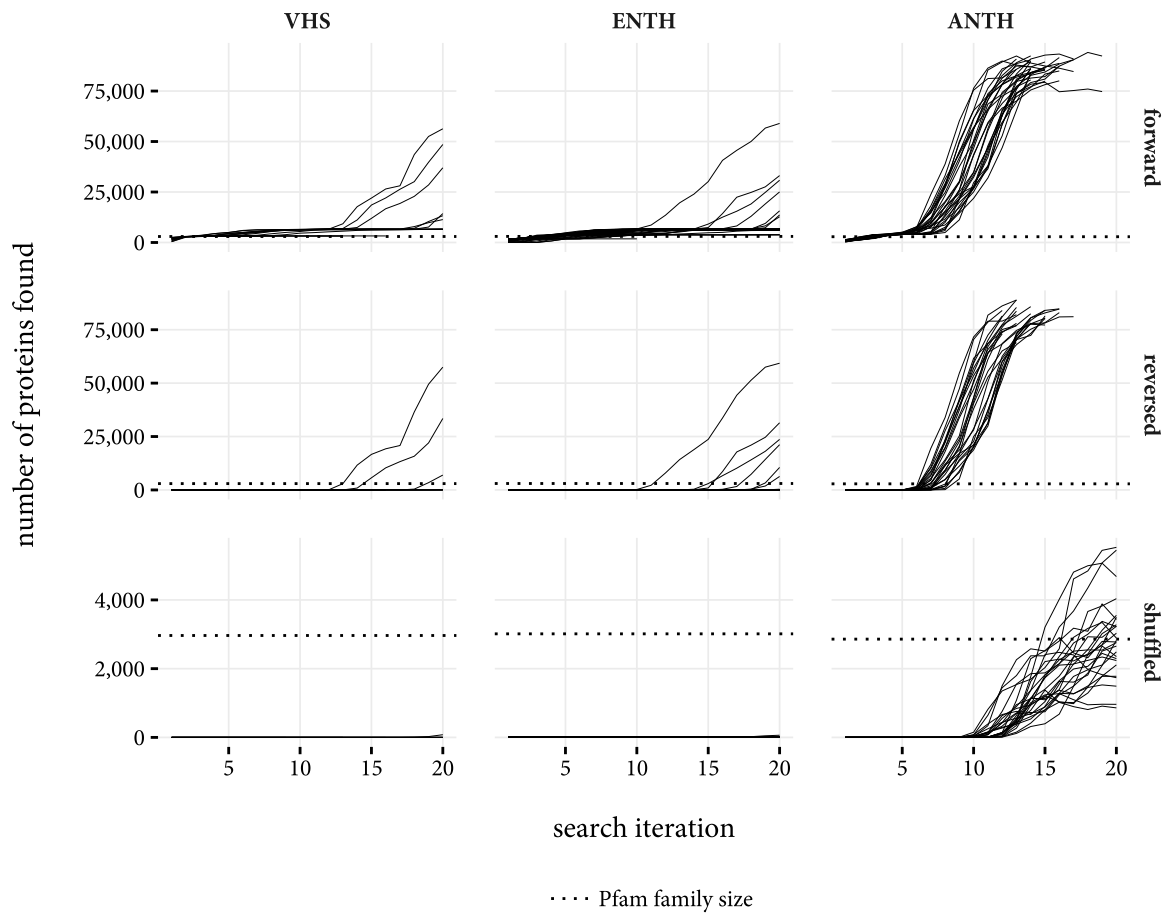 VHS ENTH ANTH
number of proteins found
75,000
50,000
25,000
0
forward
75,000
50,000
25,000
0
reversed
4,000
2,000
0
shuffled
5 10 15 20 5 10 15 20 5 10 15 20
search iteration
Pfam family size